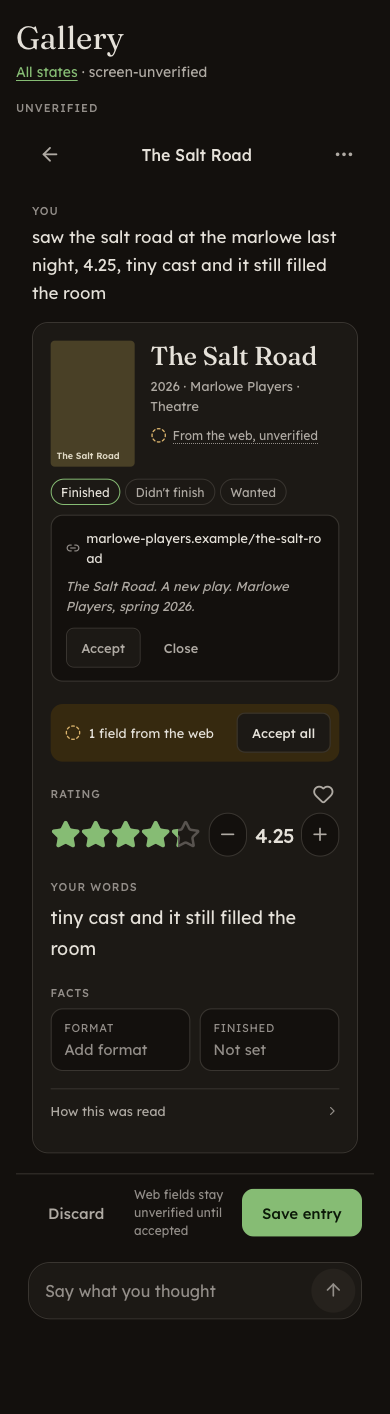 Gallery
All states · screen-unverified
UNVERIFIED
The Salt Road
YOU
saw the salt road at the marlowe last
night, 4.25, tiny cast and it still filled
the room
The Salt Road
The Salt Road
2026 · Marlowe Players ·
Theatre
From the web, unverified
Finished
Didn't finish
Wanted
marlowe-players.example/the-salt-ro
ad
The Salt Road. A new play. Marlowe
Players, spring 2026.
Accept
Close
1 field from the web
Accept all
RATING
4.25
YOUR WORDS
tiny cast and it still filled the
room
FACTS
FORMAT
Add format
FINISHED
Not set
How this was read
Discard
Web fields stay
unverified until
accepted
Save entry
Say what you thought